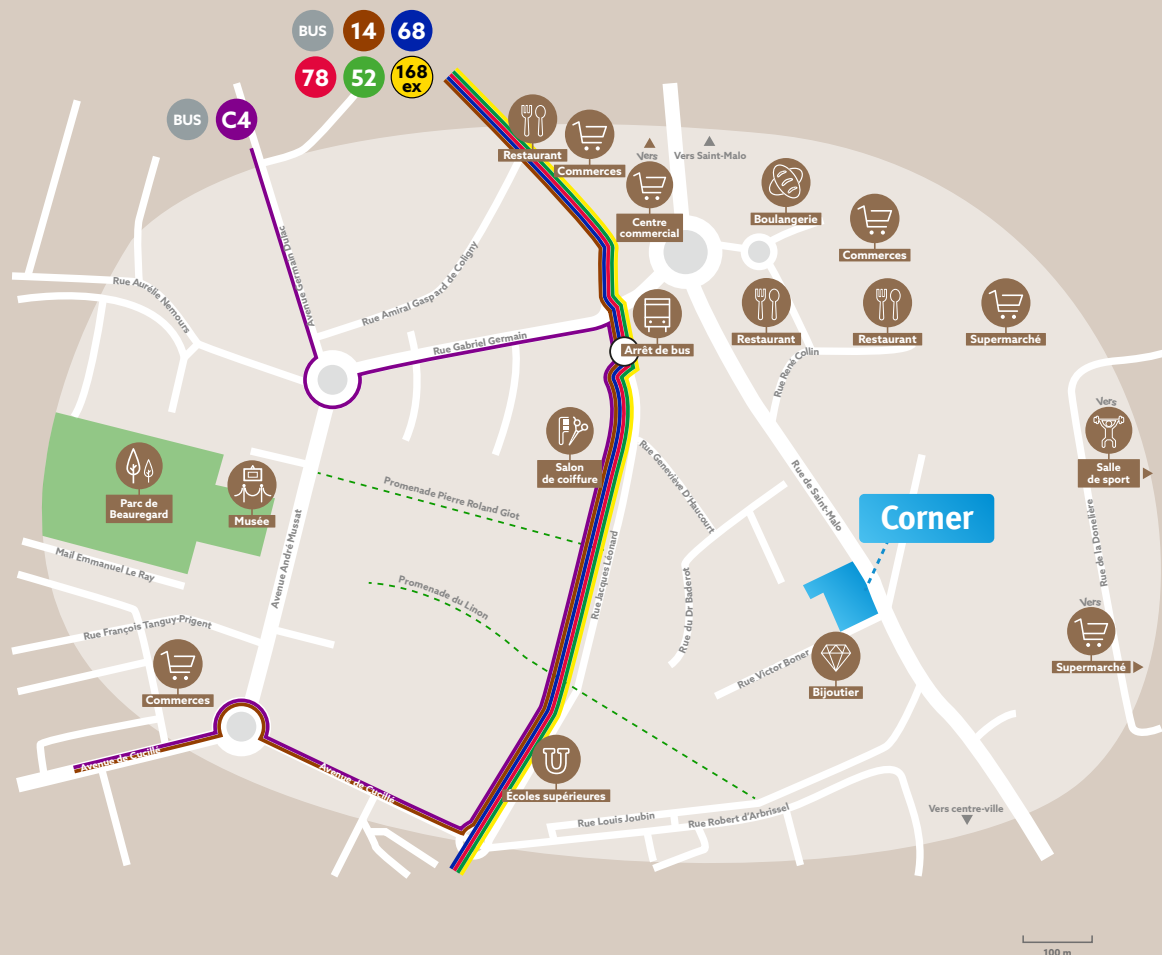 BUS
14
68
78
52
168
ex
BUS
C4
Restaurant
Commerces
Vers
Vers Saint-Malo
Centre
commercial
Boulangerie
Commerces
Avenue Germain Dulac
Rue Amiral Gaspard de Coligny
Rue Aurélie Nemours
Rue Gabriel Germain
Arrêt de bus
Restaurant
Restaurant
Supermarché
Rue René Collin
Vers
Salle
de sport
Salon
de coiffure
Rue Geneviève D'Haucourt
Rue de Saint-Malo
Parc de
Beauregard
Musée
Promenade Pierre Roland Giot
Corner
Rue de la Donelière
Avenue André Mussat
Mail Emmanuel Le Ray
Promenade du Linon
Rue Jacques Léonard
Rue du Dr Baderot
Rue François Tanguy-Prigent
Vers
Supermarché
Commerces
Rue Victor Boner
Bijoutier
Avenue de Cucillé
Avenue de Cucillé
Écoles supérieures
Rue Louis Joubin
Rue Robert d'Arbrissel
Vers centre-ville
100 m